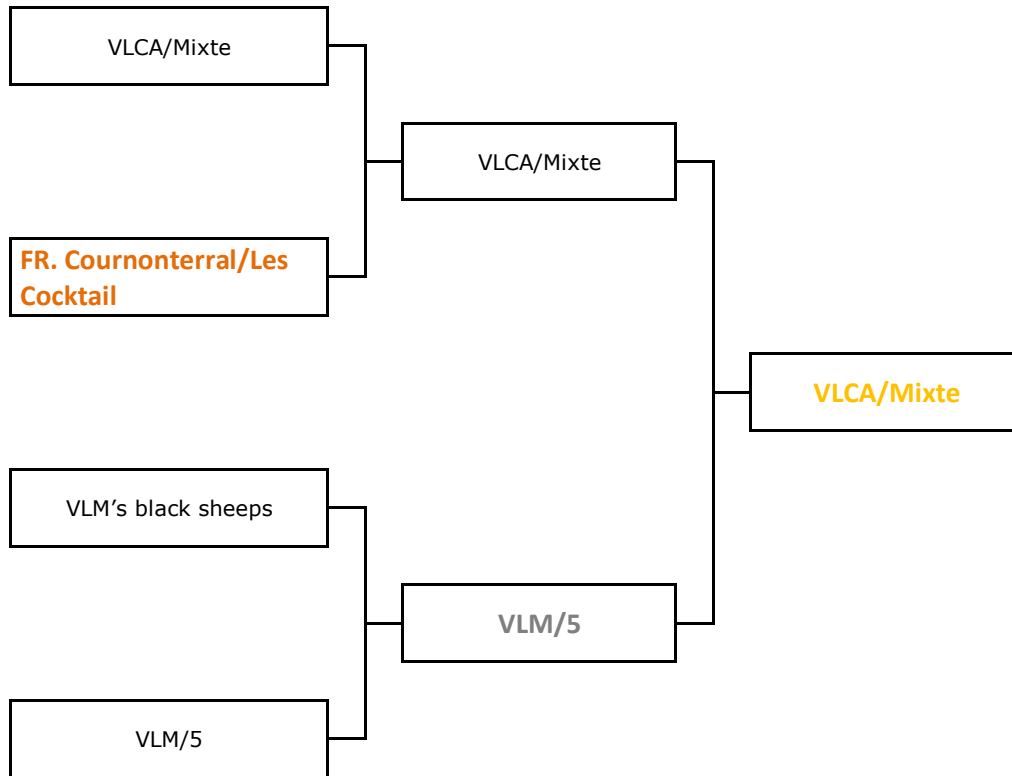 VLCA/Mixte
VLCA/Mixte
FR. Cournonterral/Les
Cocktail
VLCA/Mixte
VLM’s black sheeps
VLM/5
VLM/5